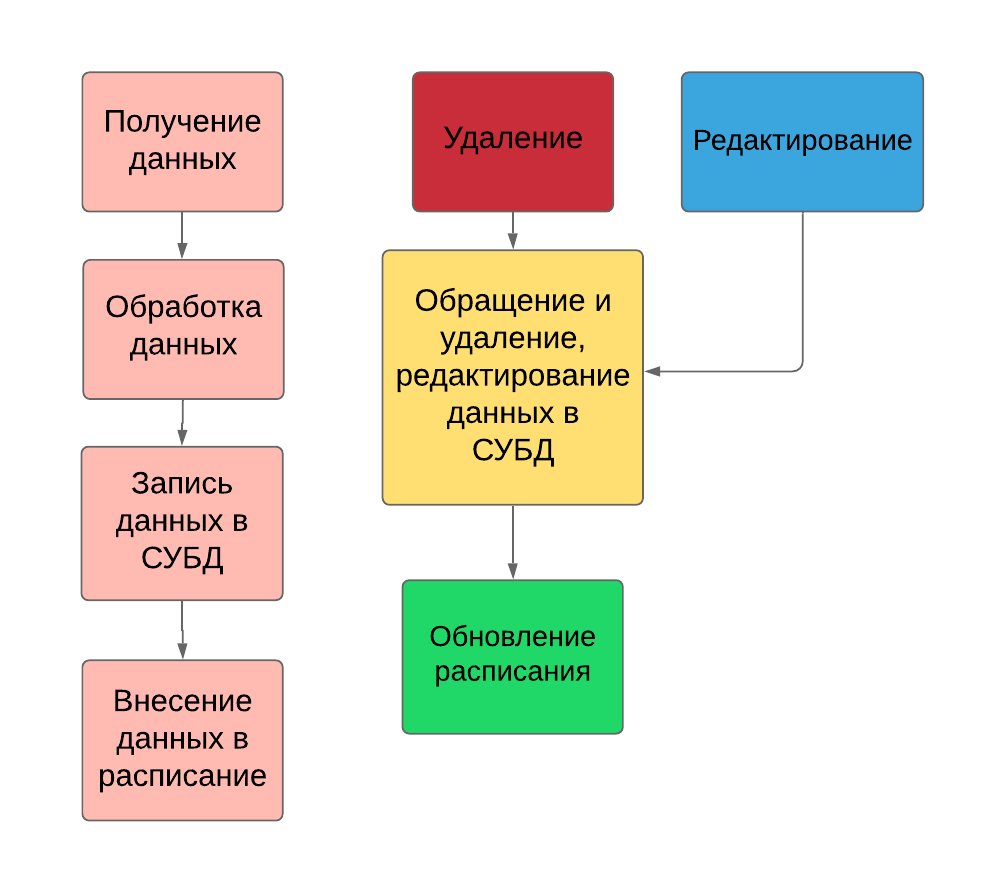 Получение
данных
Обработка
данных
Запись
данных в
СУБД
Внесение
данных в
расписание
Удаление
Редактирование
Обращение и
удаление,
редактирование
данных в
СУБД
Обновление
расписания